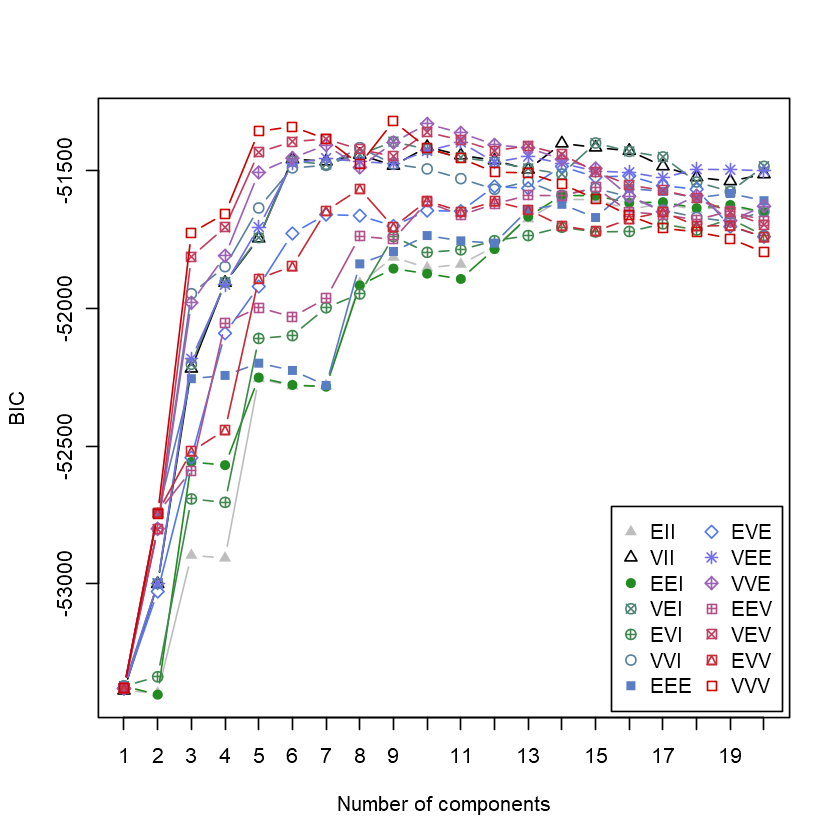 BIC
-51500
-52000
-52500
-53000
EII EVE
VII VEE
EEI VVE
VEI EEV
EVI VEV
VVI EVV
EEE VVV
1 2 3 4 5 6 7 8 9 11 13 15 17 19
Number of components